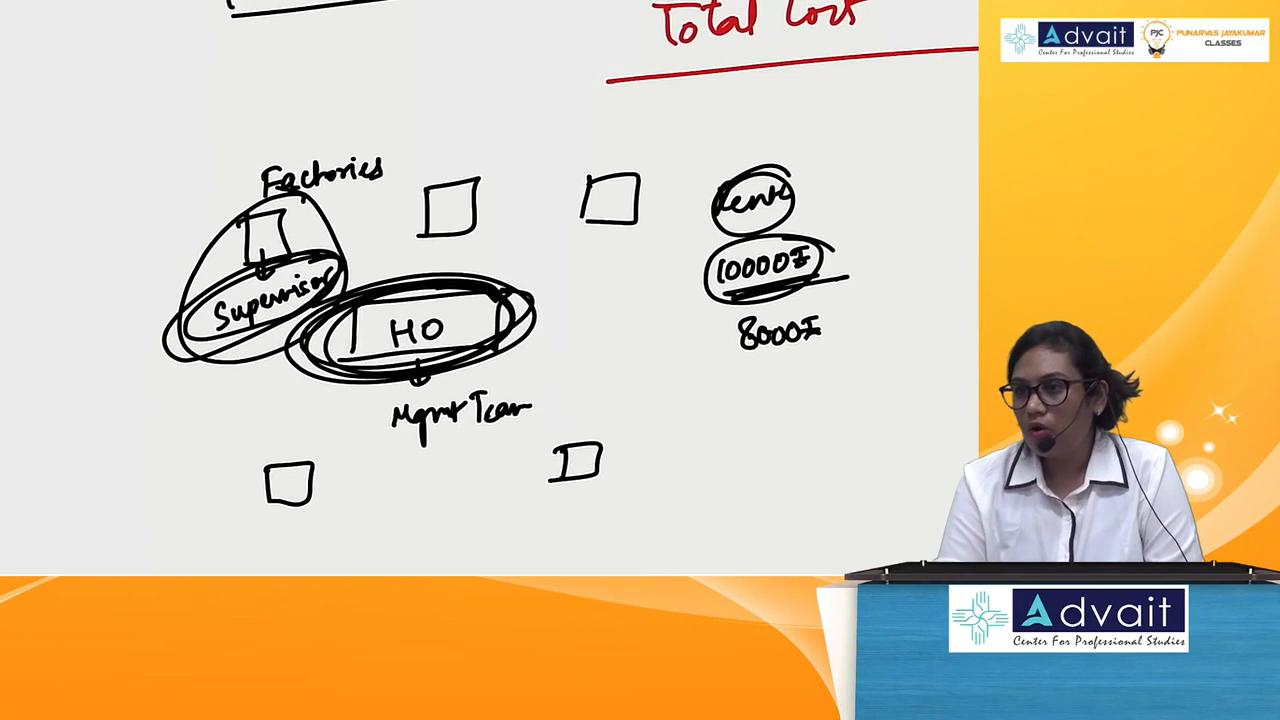 Total Cost
Advait
Center For Professional Studies
PJC
PUNARVAS JAYAKUMAR
CLASSES
Factories
Rent
10000₹
Supervisor
HO
8000₹
Mgmt Team
Advait
Center For Professional Studies